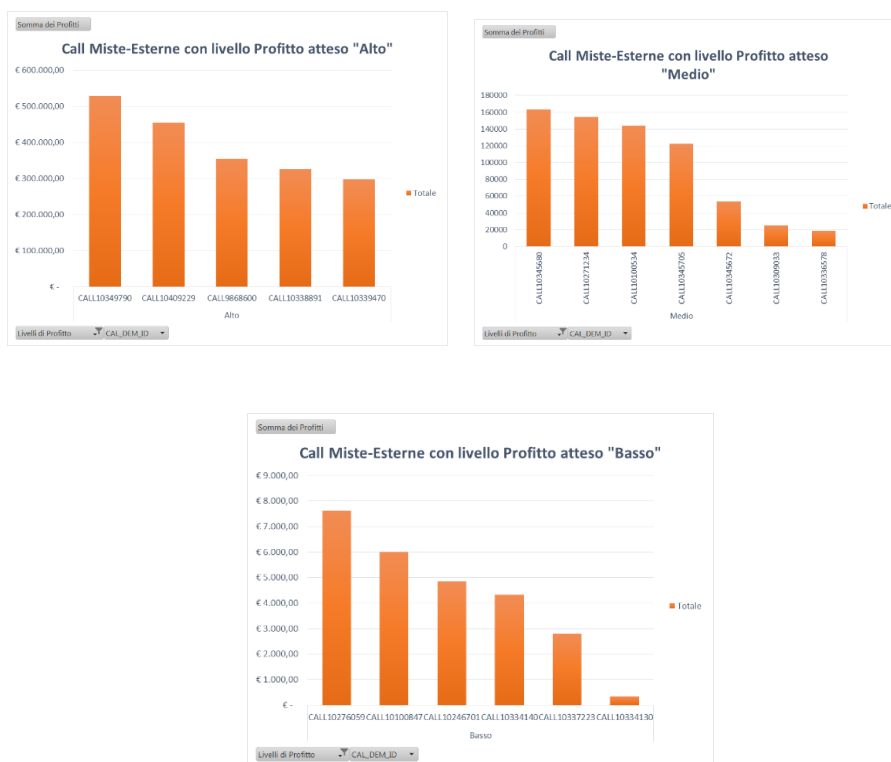 Somma dei Profitti
Call Miste-Esterne con livello Profitto atteso "Alto"
€ 600.000,00
€ 500.000,00
€ 400.000,00
€ 300.000,00
€ 200.000,00
€ 100.000,00
€ -
Totale
CALL10349790 CALL10409229 CALL9868600 CALL10338891 CALL10339470
Alto
Livelli di Profitto CAL_DEM_ID
Somma dei Profitti
Call Miste-Esterne con livello Profitto atteso
"Medio"
180000
160000
140000
120000
100000
80000
60000
40000
20000
0
Totale
CALL10345680
CALL10271234
CALL10100534
CALL10345705
CALL10345672
CALL10309033
CALL10336578
Medio
Livelli di Profitto CAL_DEM_ID
Somma dei Profitti
Call Miste-Esterne con livello Profitto atteso "Basso"
€ 9.000,00
€ 8.000,00
€ 7.000,00
€ 6.000,00
€ 5.000,00
€ 4.000,00
€ 3.000,00
€ 2.000,00
€ 1.000,00
€ -
Totale
CALL10276059 CALL10100847 CALL10246701 CALL10334140 CALL10337223 CALL10334130
Basso
Livelli di Profitto CAL_DEM_ID